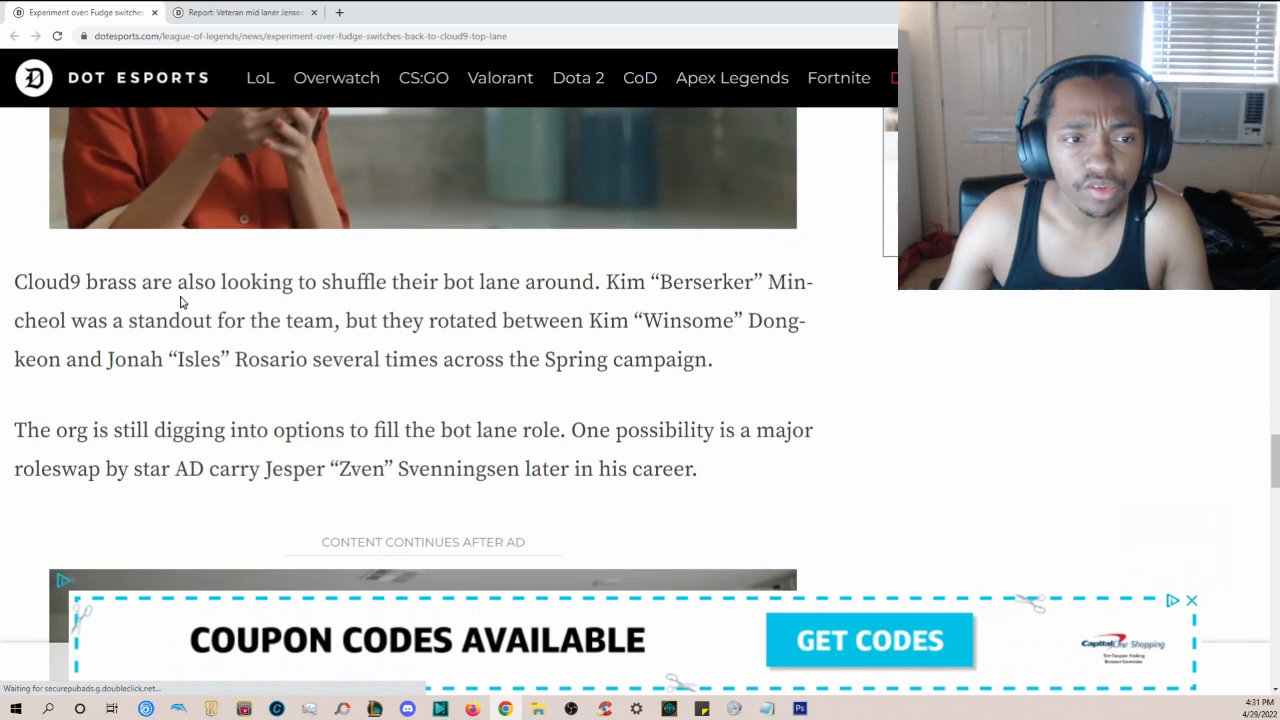 Experiment over: Fudge switches
Report: Veteran mid laner Jensen
dotesports.com/league-of-legends/news/experiment-over-fudge-switches-back-to-cloud9-top-lane
DOT ESPORTS LoL Overwatch CS:GO Valorant Dota 2 CoD Apex Legends Fortnite
Cloud9 brass are also looking to shuffle their bot lane around. Kim “Berserker” Min-
cheol was a standout for the team, but they rotated between Kim “Winsome” Dong-
keon and Jonah “Isles” Rosario several times across the Spring campaign.
The org is still digging into options to fill the bot lane role. One possibility is a major
roleswap by star AD carry Jesper “Zven” Svenningsen later in his career.
CONTENT CONTINUES AFTER AD
COUPON CODES AVAILABLE
GET CODES
Capital One Shopping
The Coupon Finding
Browser Extension
Waiting for securepubads.g.doubleclick.net...
4:31 PM
4/29/2022